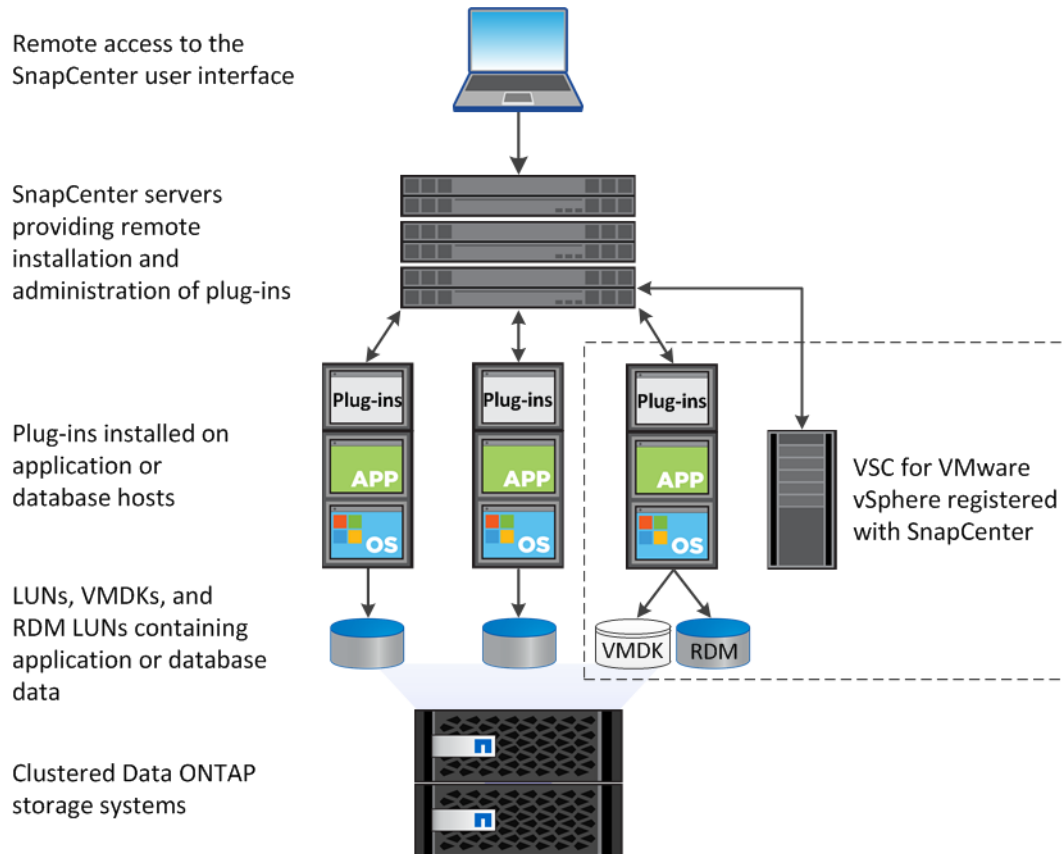 Remote access to the
SnapCenter user interface
SnapCenter servers
providing remote
installation and
administration of plug-ins
Plug-ins
Plug-ins
Plug-ins
Plug-ins installed on
application or
database hosts
APP
APP
APP
VSC for VMware
vSphere registered
with SnapCenter
OS
OS
OS
LUNs, VMDKs, and
RDM LUNs containing
application or database
data
VMDK
RDM
Clustered Data ONTAP
storage systems